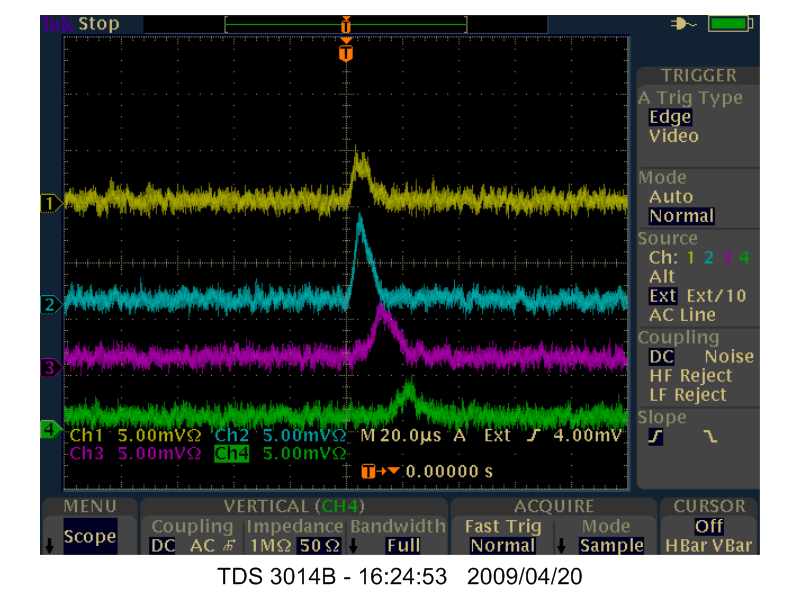 Tek Stop
T
T
TRIGGER
A Trig Type
Edge
Video
Mode
Auto
Normal
Source
Ch: 1 2 3 4
Alt
Ext Ext/10
AC Line
Coupling
DC Noise
HF Reject
LF Reject
Slope
1
2
3
4
Ch1 5.00mVΩ Ch2 5.00mVΩ M 20.0µs A Ext 4.00mV
Ch3 5.00mVΩ Ch4 5.00mVΩ
T 0.00000 s
MENU VERTICAL (CH4) ACQUIRE CURSOR
Scope Coupling Impedance Bandwidth Fast Trig Mode Off
DC AC 1MΩ 50 Ω Full Normal Sample HBar VBar
TDS 3014B - 16:24:53 2009/04/20